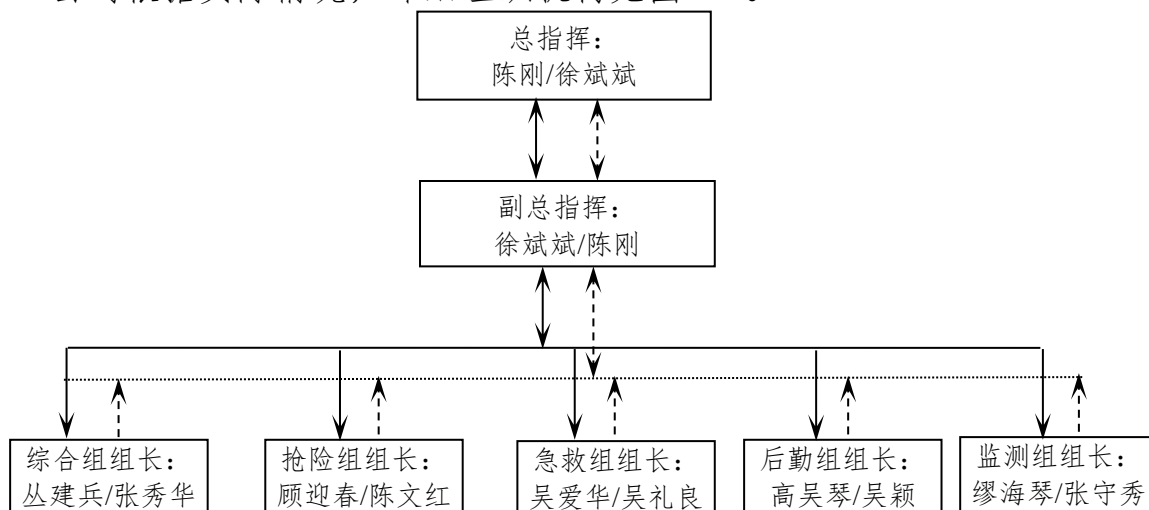 总指挥：
陈刚/徐斌斌
副总指挥：
徐斌斌/陈刚
综合组组长：
丛建兵/张秀华
抢险组组长：
顾迎春/陈文红
急救组组长：
吴爱华/吴礼良
后勤组组长：
高吴琴/吴颖
监测组组长：
缪海琴/张守秀